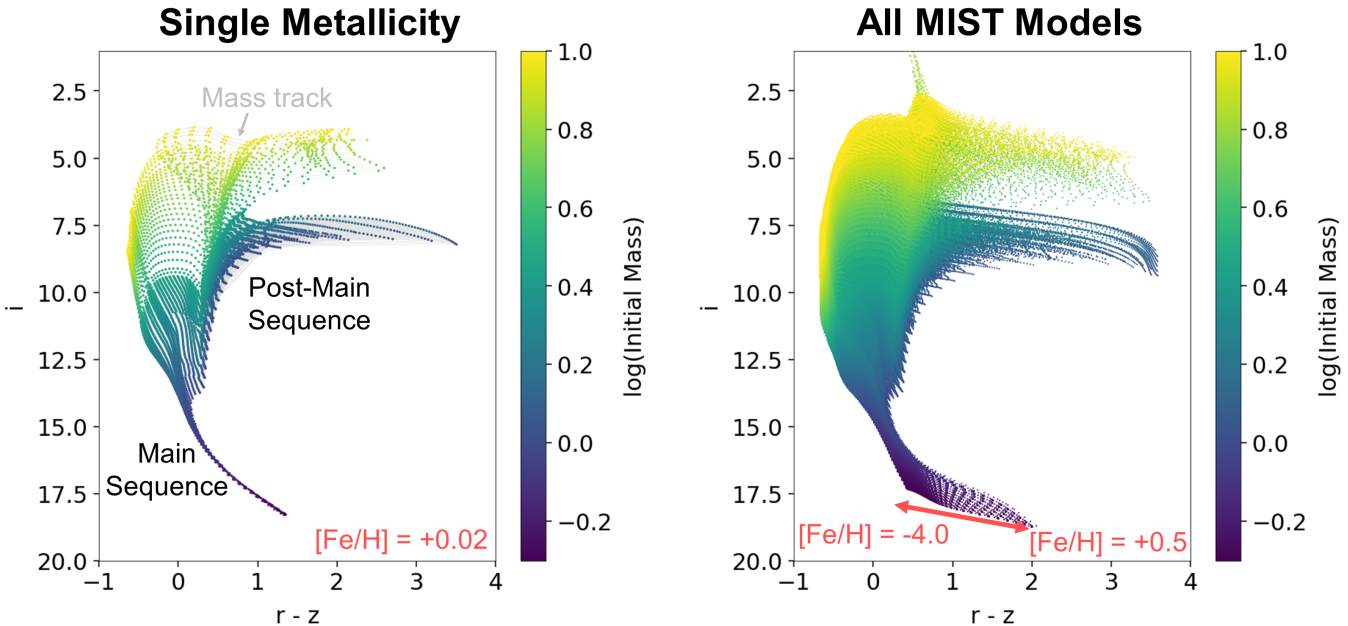 Single Metallicity
All MIST Models
Mass track
Post-Main
Sequence
Main
Sequence
[Fe/H] = +0.02
2.5
5.0
7.5
10.0
12.5
15.0
17.5
20.0
i
−1
0
1
2
3
4
r - z
1.0
0.8
0.6
0.4
0.2
0.0
−0.2
log(Initial Mass)
[Fe/H] = -4.0
[Fe/H] = +0.5
2.5
5.0
7.5
10.0
12.5
15.0
17.5
20.0
i
−1
0
1
2
3
4
r - z
1.0
0.8
0.6
0.4
0.2
0.0
−0.2
log(Initial Mass)